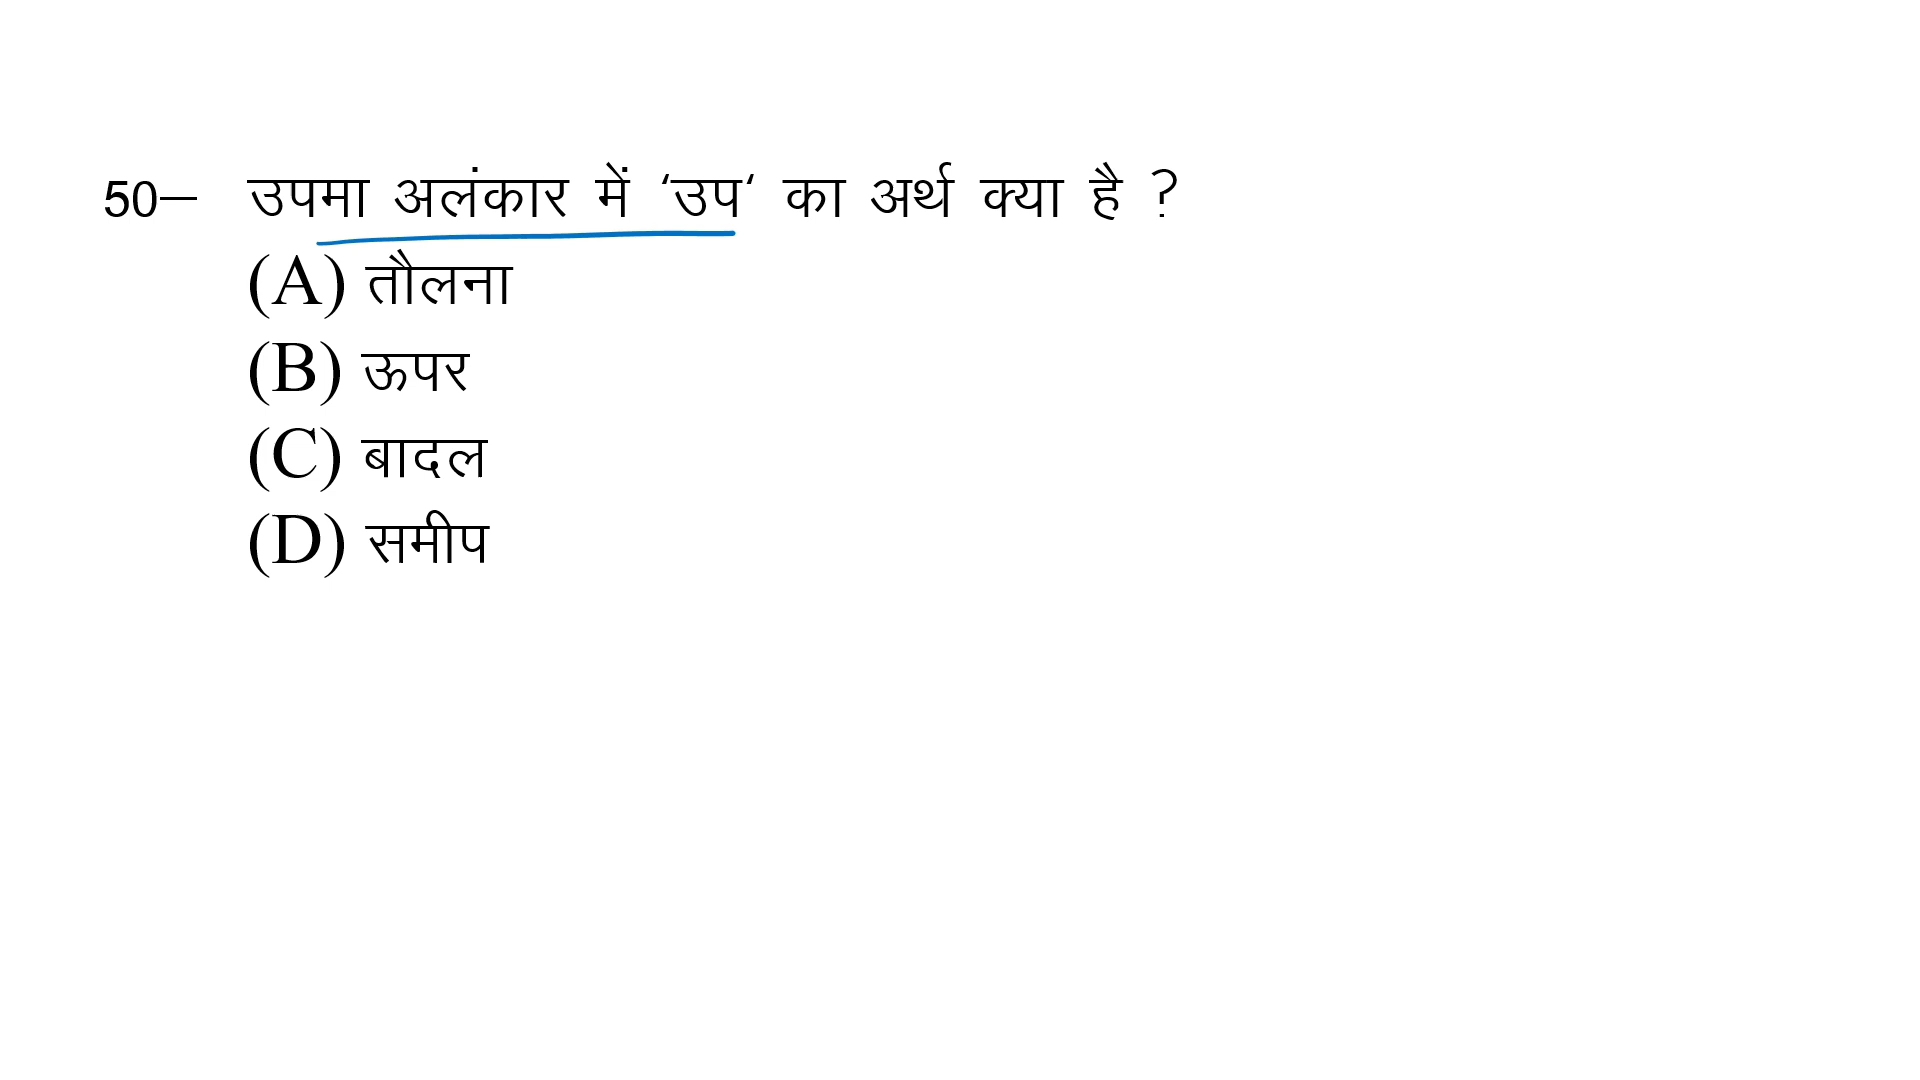 50– उपमा अलंकार में ‘उप‘ का अर्थ क्या है ?
(A) तौलना
(B) ऊपर
(C) बादल
(D) समीप